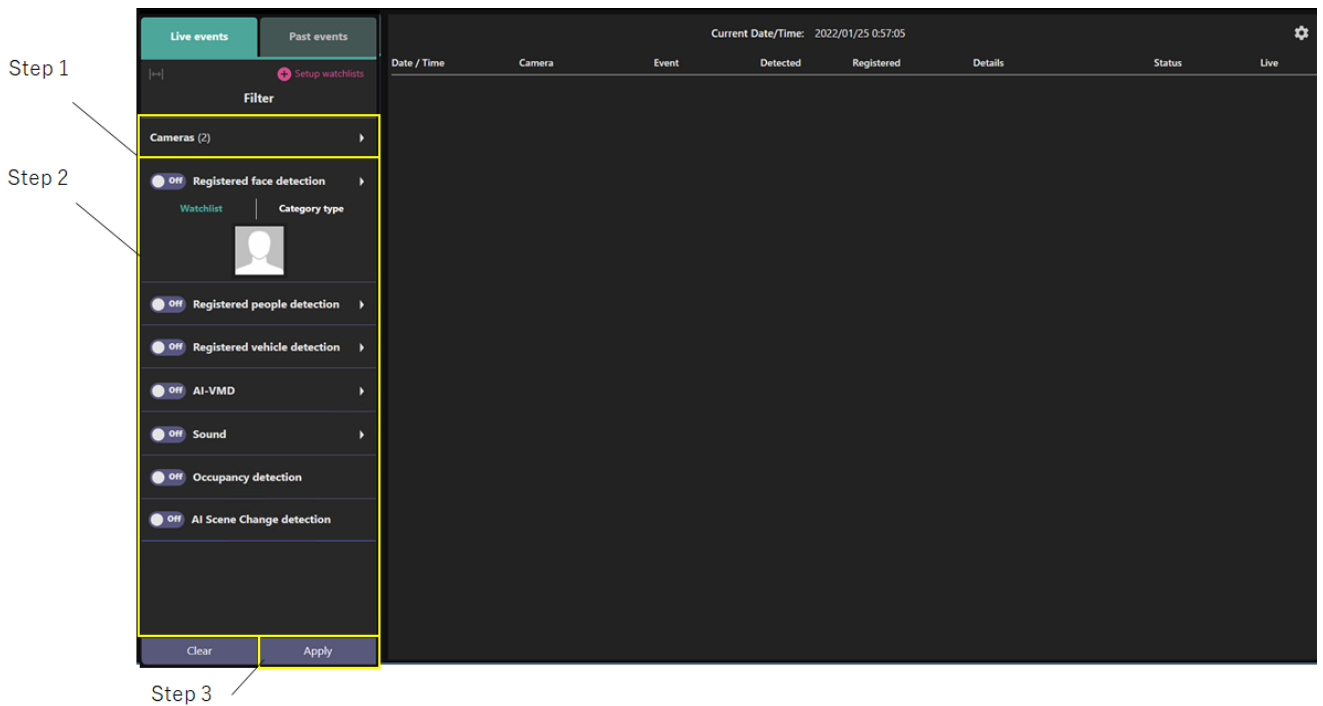 Live events Past events
Current Date/Time: 2022/01/25 0:57:05
Step 1
Setup watchlists
Date / Time Camera Event Detected Registered Details Status Live
Filter
Cameras (2)
Step 2
Off Registered face detection
Watchlist Category type
Off Registered people detection
Off Registered vehicle detection
Off AI-VMD
Off Sound
Off Occupancy detection
Off AI Scene Change detection
Clear Apply
Step 3